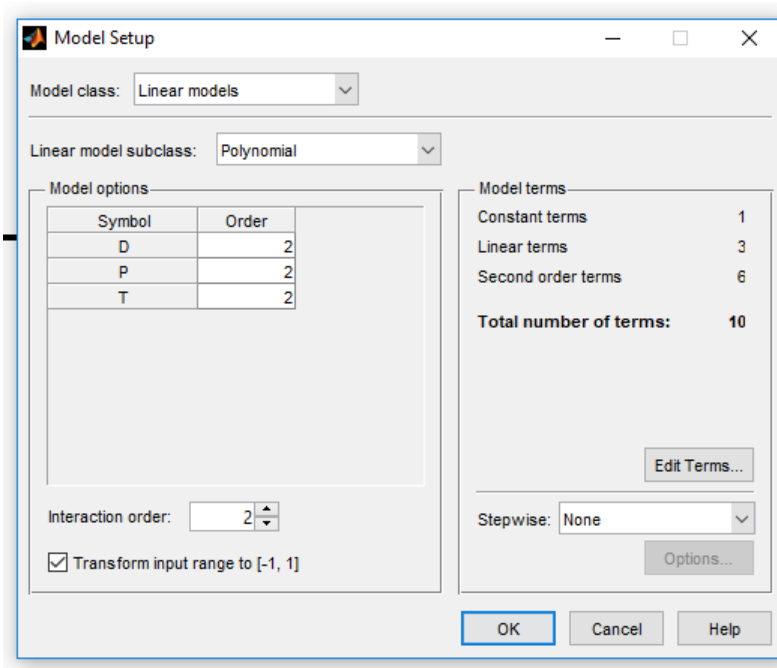 Model Setup
Model class: Linear models
Linear model subclass: Polynomial
Model options
Symbol Order
D 2
P 2
T 2
Interaction order: 2
Transform input range to [-1, 1]
Model terms
Constant terms 1
Linear terms 3
Second order terms 6
Total number of terms: 10
Edit Terms...
Stepwise: None
Options...
OK Cancel Help